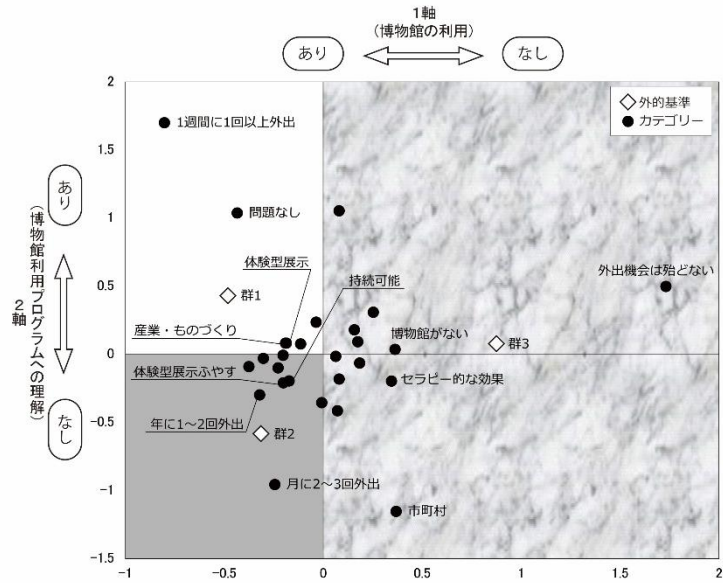 1軸
(博物館の利用)
あり
なし
2
1.5
1
0.5
0
-0.5
-1
-1.5
-1
-0.5
0
0.5
1
1.5
2
2軸
(博物館利用プログラムへの理解)
あり
なし
外的基準
カテゴリー
1週間に1回以上外出
問題なし
体験型展示
持続可能
外出機会は殆どない
群1
産業・ものづくり
博物館がない
群3
体験型展示ふやす
セラピー的な効果
年に1~2回外出
群2
月に2~3回外出
市町村